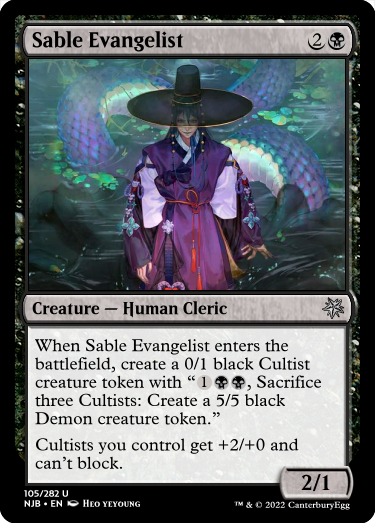 Sable Evangelist 2
Creature — Human Cleric
When Sable Evangelist enters the
battlefield, create a 0/1 black Cultist
creature token with “1, Sacrifice
three Cultists: Create a 5/5 black
Demon creature token.”
Cultists you control get +2/+0 and
can’t block.
2/1
105/282 U
NJB • EN Heo yeyoung
™ & © 2022 CanterburyEgg